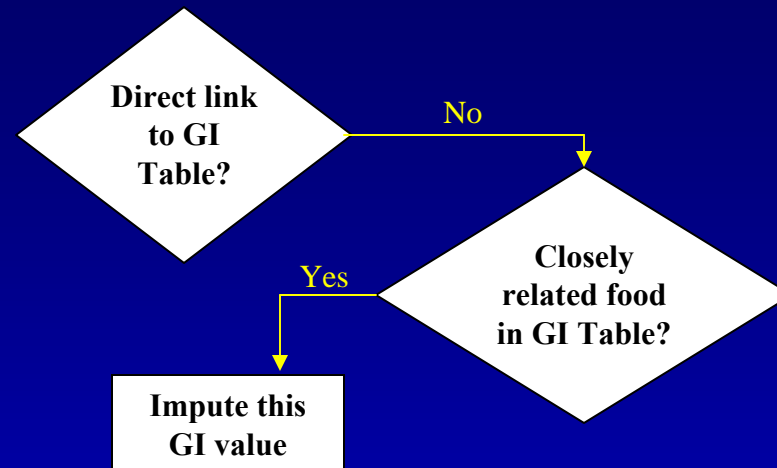 Direct link
to GI
Table?
No
Closely
related food
in GI Table?
Yes
Impute this
GI value